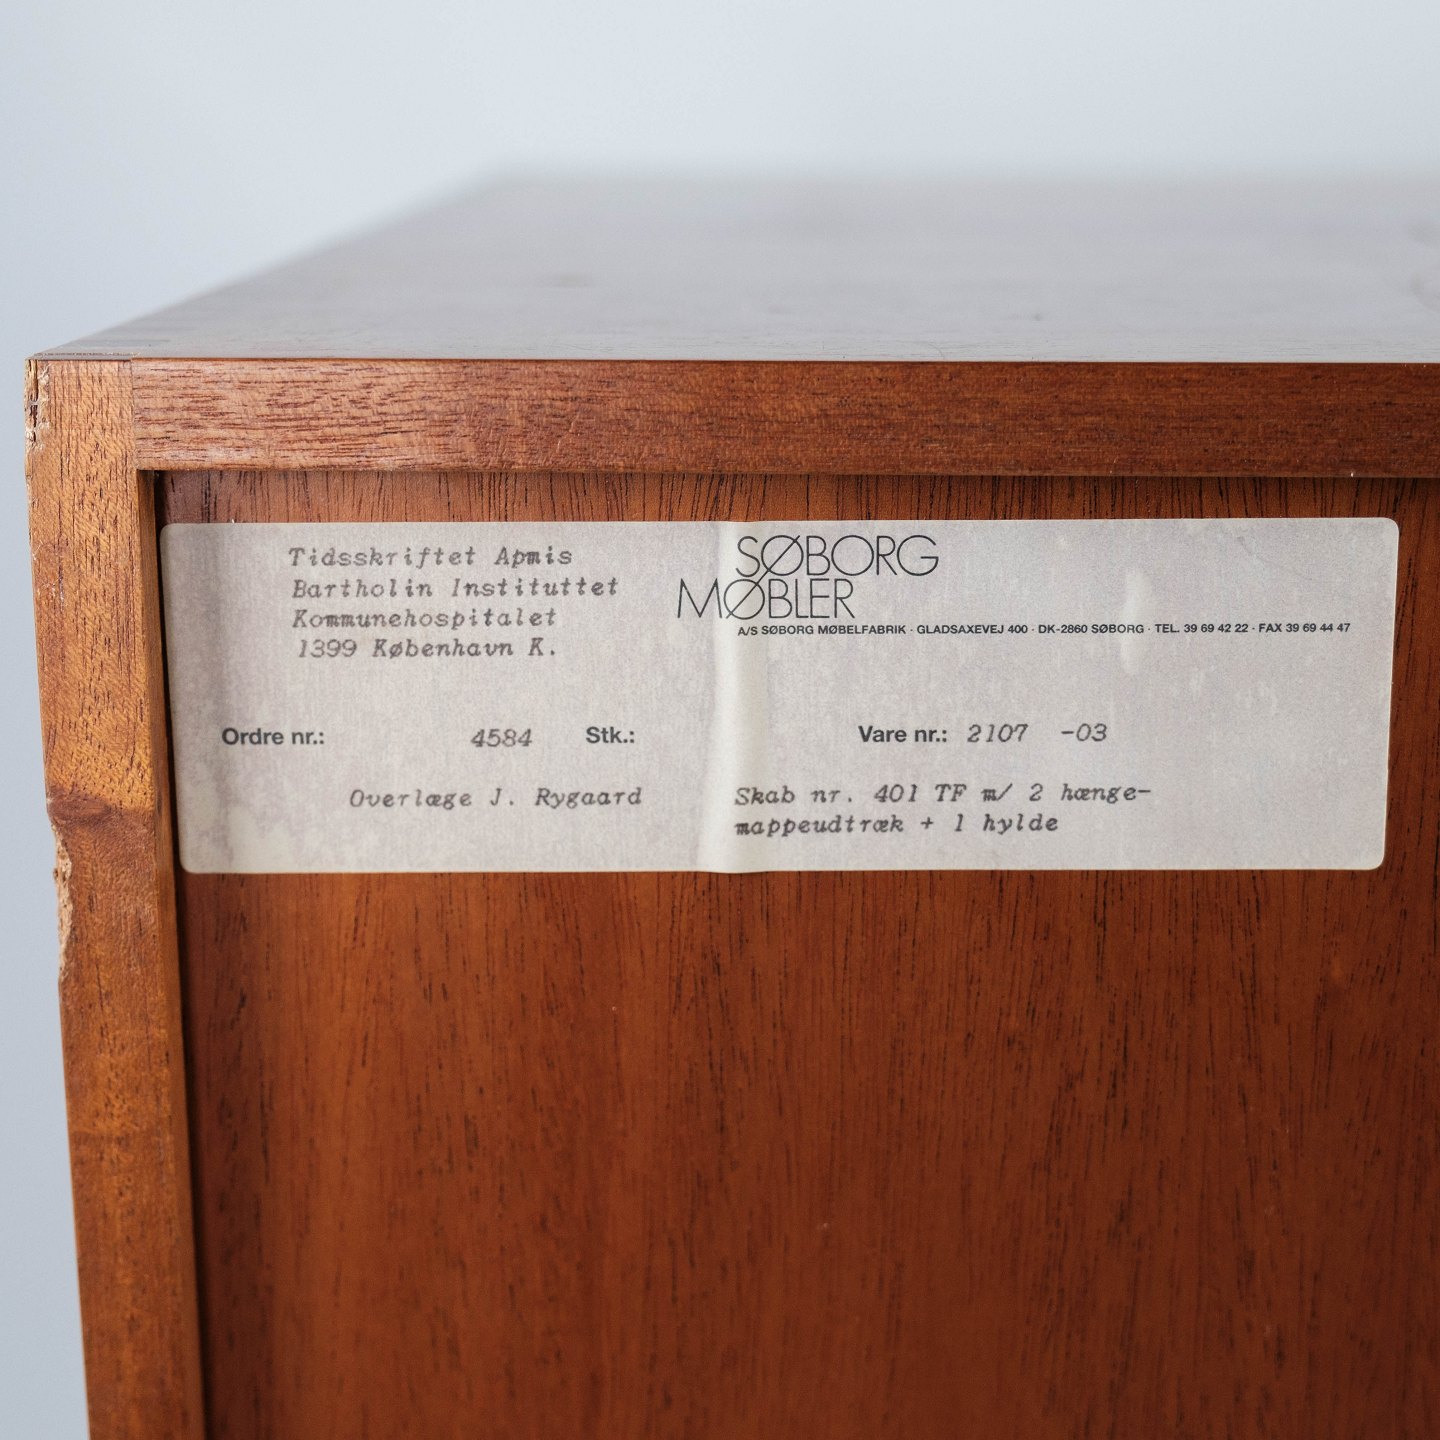 Tidsskriftet Apmis
Bartholin Instituttet
Kommunehospitalet
1399 København K.
SØBORG
MØBLER
A/S SØBORG MØBELFABRIK · GLADSAXEVEJ 400 · DK-2860 SØBORG · TEL. 39 69 42 22 · FAX 39 69 44 47
Ordre nr.: 4584 Stk.:
Vare nr.: 2107 -03
Overlæge J. Rygaard
Skab nr. 401 TF m/ 2 hænge-
mappeudtræk + 1 hylde